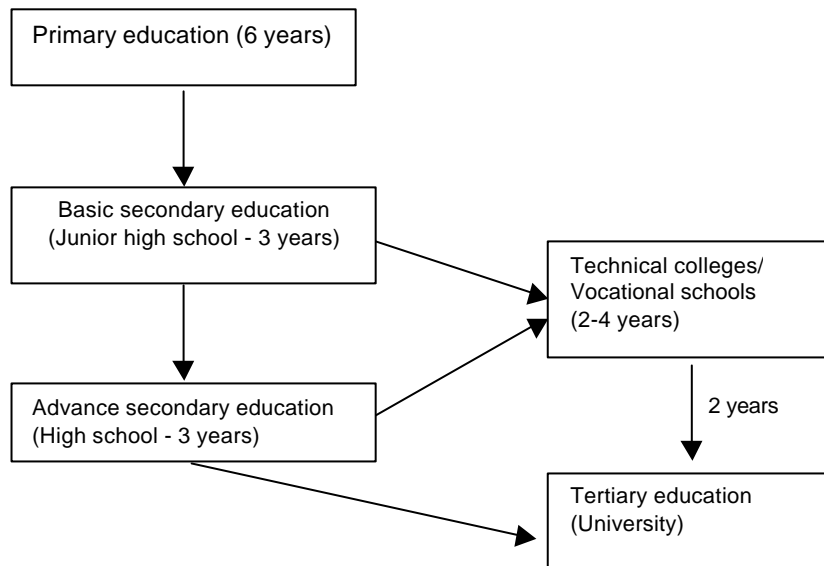 Primary education (6 years)
Basic secondary education
(Junior high school - 3 years)
Technical colleges/
Vocational schools
(2-4 years)
Advance secondary education
(High school - 3 years)
2 years
Tertiary education
(University)